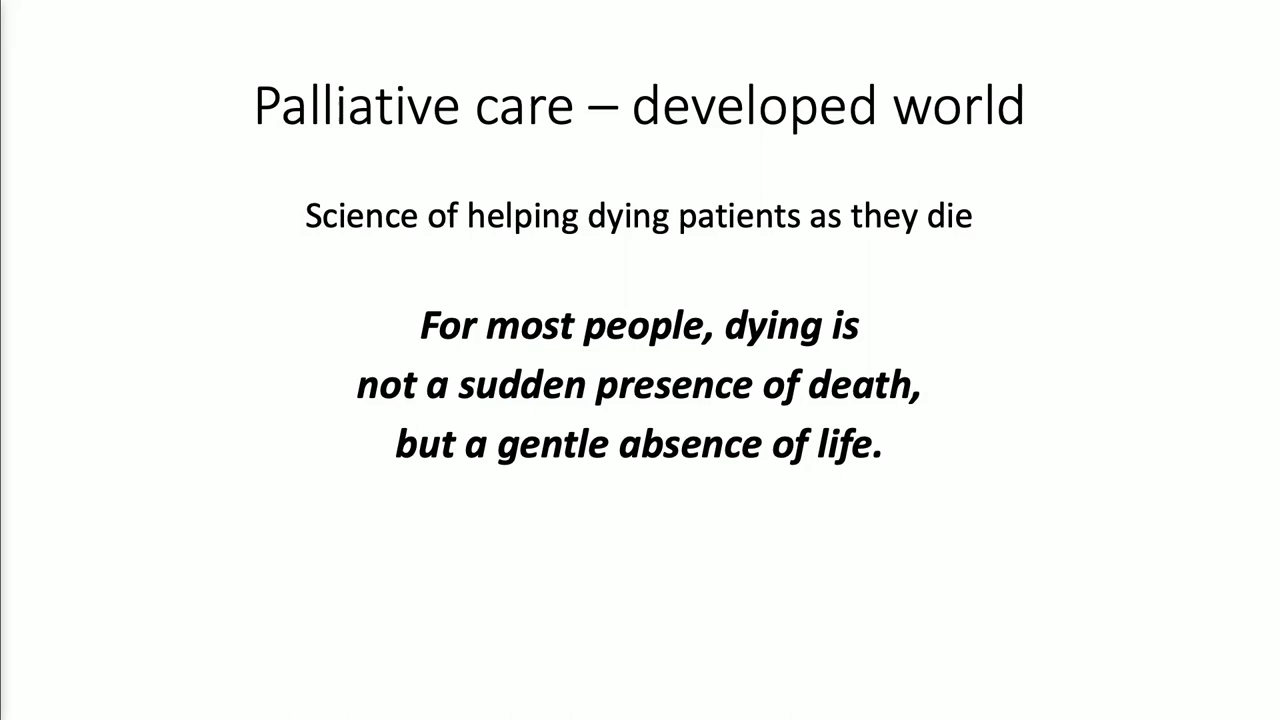 Palliative care – developed world
Science of helping dying patients as they die
For most people, dying is
not a sudden presence of death,
but a gentle absence of life.